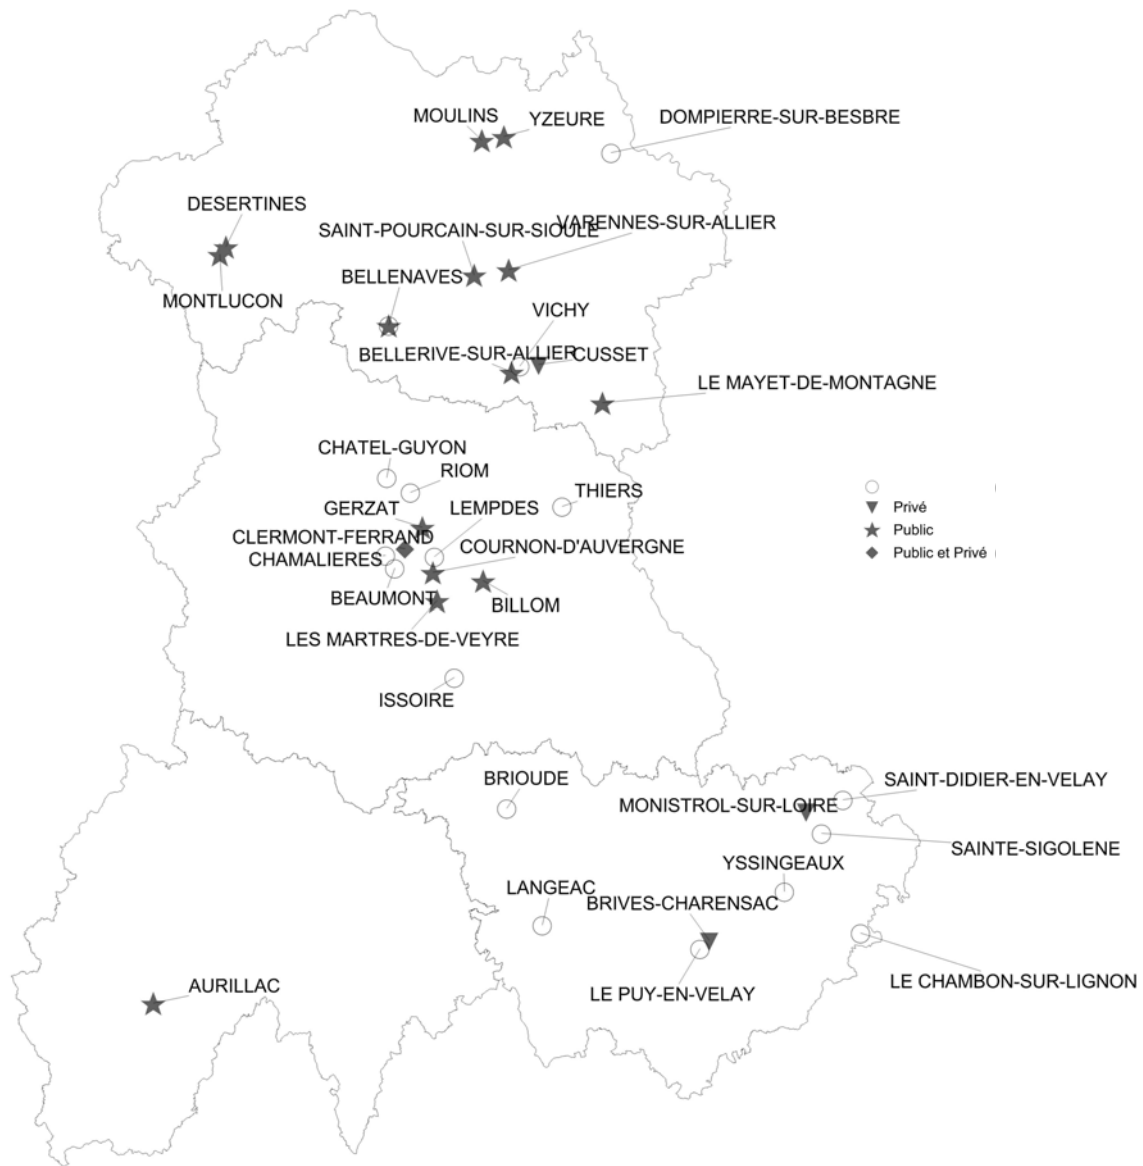 MOULINS
YZEURE
DOMPIERRE-SUR-BESBRE
DESERTINES
SAINT-POURCAIN-SUR-SIOULE
VARENNES-SUR-ALLIER
BELLENAVES
MONTLUCON
VICHY
BELLERIVE-SUR-ALLIER
CUSSET
LE MAYET-DE-MONTAGNE
CHATEL-GUYON
RIOM
THIERS
GERZAT
LEMPDES
CLERMONT-FERRAND
COURNON-D'AUVERGNE
CHAMALIERES
BEAUMONT
BILLOM
LES MARTRES-DE-VEYRE
ISSOIRE
Privé
Public
Public et Privé
BRIOUDE
SAINT-DIDIER-EN-VELAY
MONISTROL-SUR-LOIRE
SAINTE-SIGOLENE
YSSINGEAUX
LANGEAC
BRIVES-CHARENSAC
LE CHAMBON-SUR-LIGNON
LE PUY-EN-VELAY
AURILLAC